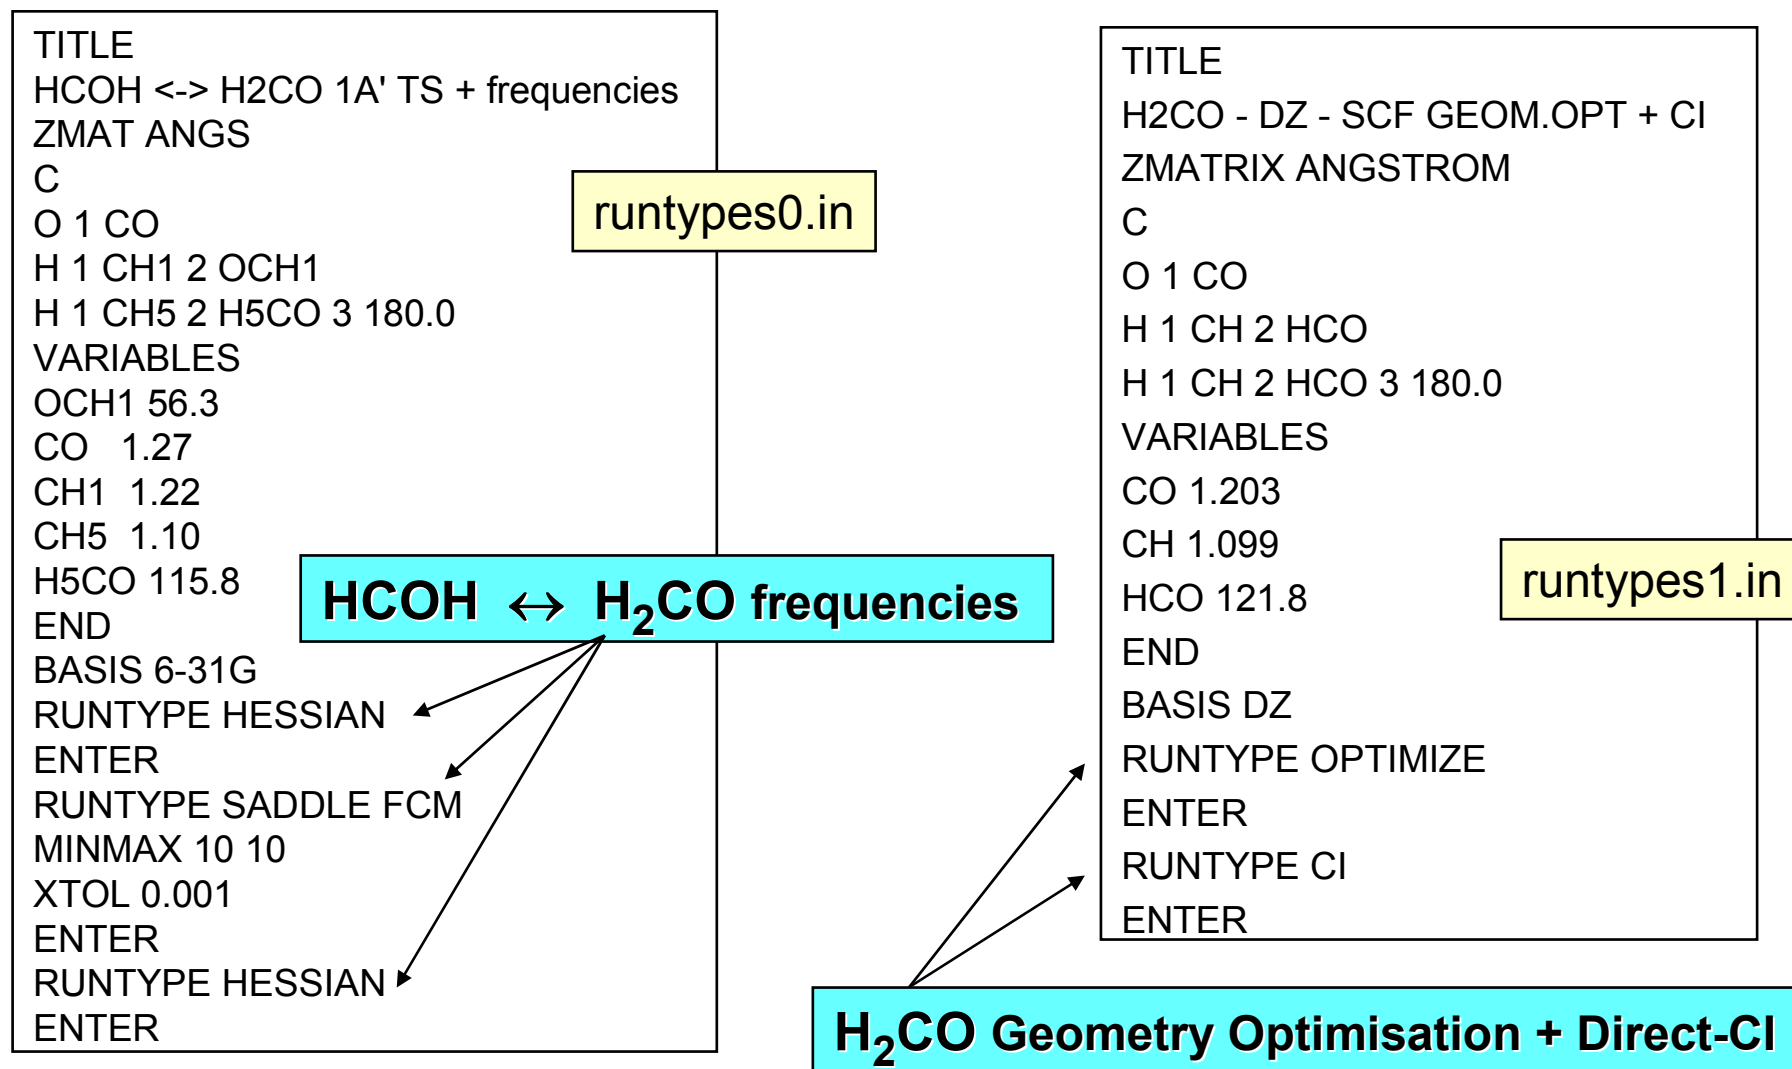 TITLE
HCOH <-> H2CO 1A' TS + frequencies
ZMAT ANGS
C
O 1 CO
H 1 CH1 2 OCH1
H 1 CH5 2 H5CO 3 180.0
VARIABLES
OCH1 56.3
CO 1.27
CH1 1.22
CH5 1.10
H5CO 115.8
END
BASIS 6-31G
RUNTYPE HESSIAN
ENTER
RUNTYPE SADDLE FCM
MINMAX 10 10
XTOL 0.001
ENTER
RUNTYPE HESSIAN
ENTER
runtypes0.in
HCOH ↔ H₂CO frequencies
TITLE
H2CO - DZ - SCF GEOM.OPT + CI
ZMATRIX ANGSTROM
C
O 1 CO
H 1 CH 2 HCO
H 1 CH 2 HCO 3 180.0
VARIABLES
CO 1.203
CH 1.099
HCO 121.8
END
BASIS DZ
RUNTYPE OPTIMIZE
ENTER
RUNTYPE CI
ENTER
runtypes1.in
H₂CO Geometry Optimisation + Direct-CI